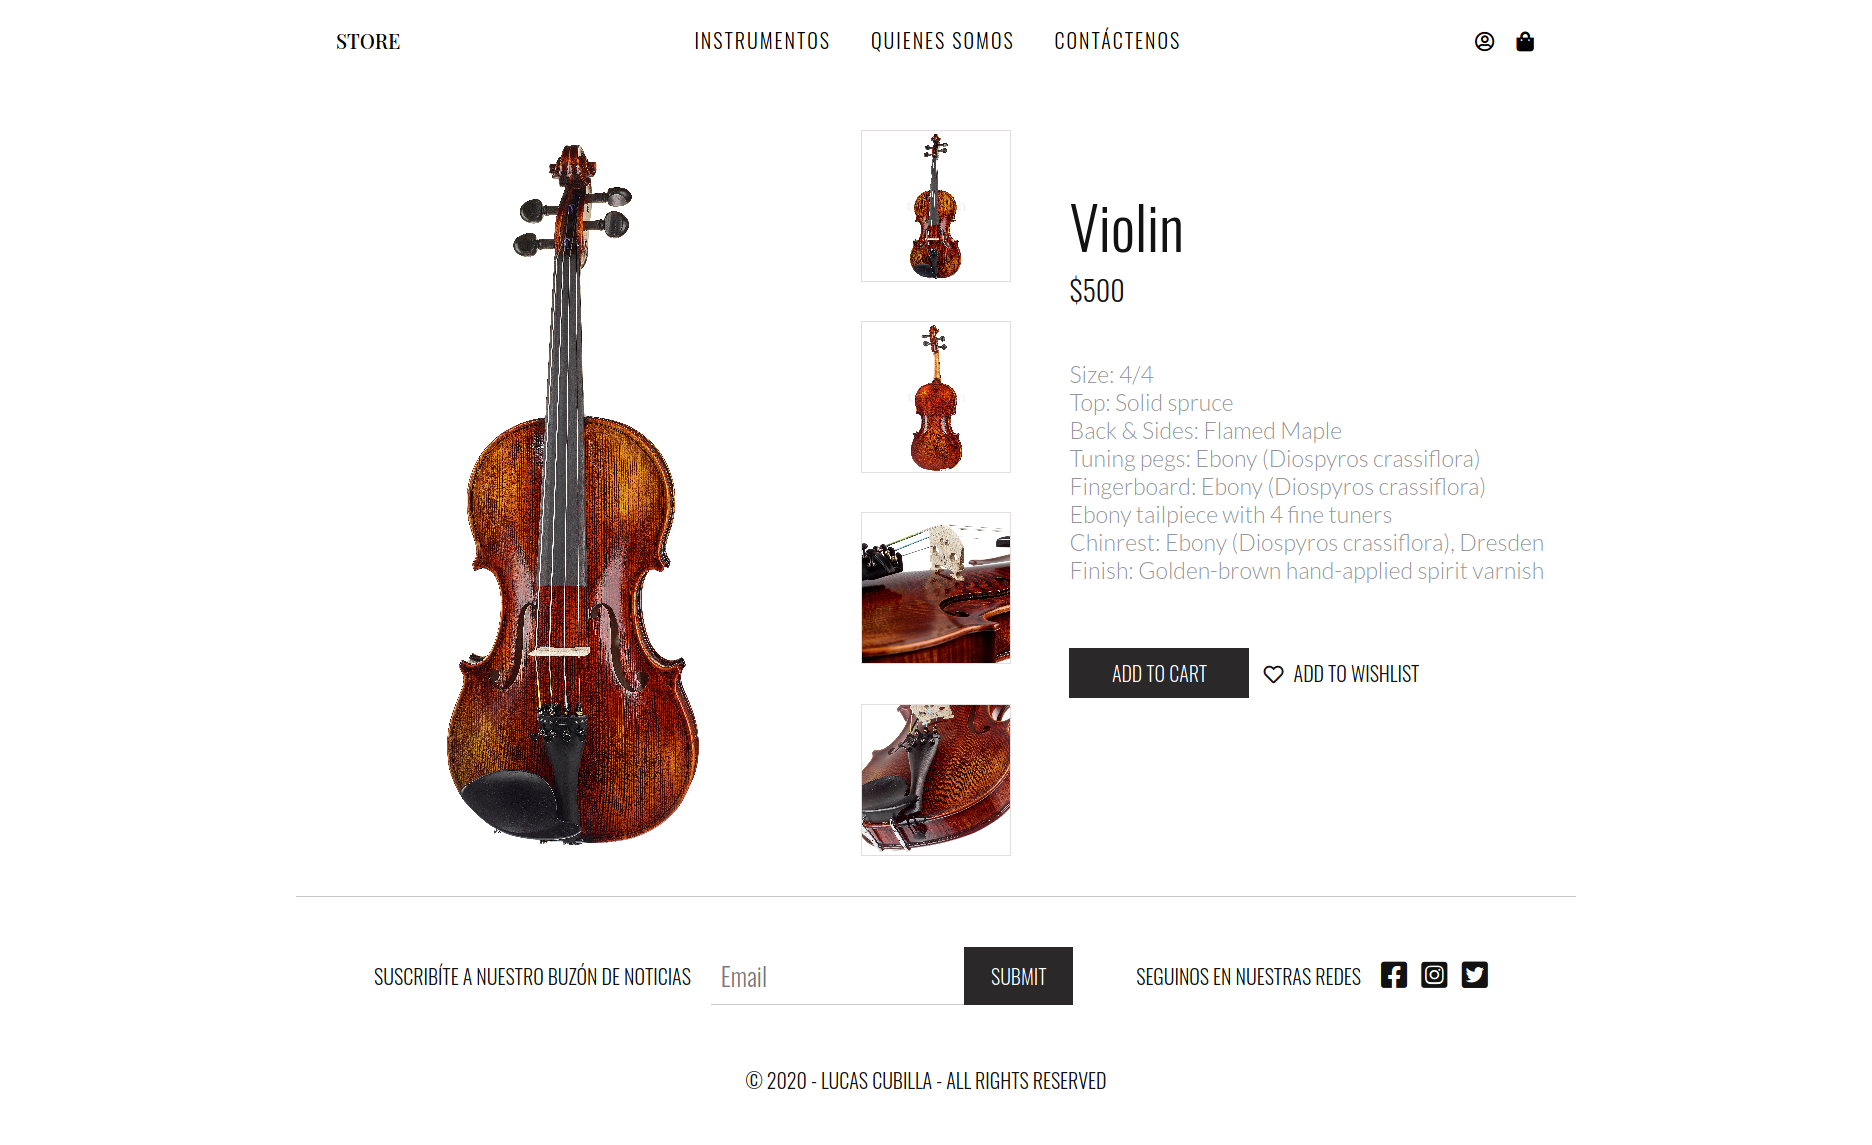 STORE
INSTRUMENTOS QUIENES SOMOS CONTÁCTENOS
Violin
$500
Size: 4/4
Top: Solid spruce
Back & Sides: Flamed Maple
Tuning pegs: Ebony (Diospyros crassiflora)
Fingerboard: Ebony (Diospyros crassiflora)
Ebony tailpiece with 4 fine tuners
Chinrest: Ebony (Diospyros crassiflora), Dresden
Finish: Golden-brown hand-applied spirit varnish
ADD TO CART
ADD TO WISHLIST
SUSCRIBÍTE A NUESTRO BUZÓN DE NOTICIAS
Email
SUBMIT
SEGUINOS EN NUESTRAS REDES
© 2020 - LUCAS CUBILLA - ALL RIGHTS RESERVED